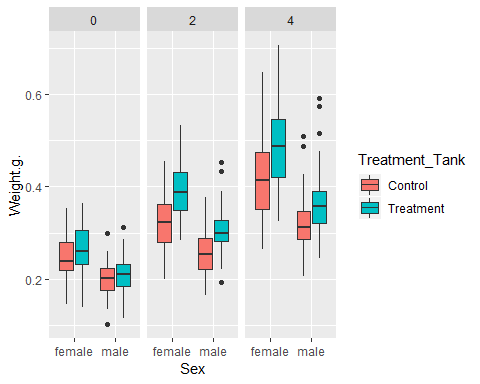 0 2 4
Weight.g.
0.6
0.4
0.2
female male female male female male
Sex
Treatment_Tank
Control
Treatment